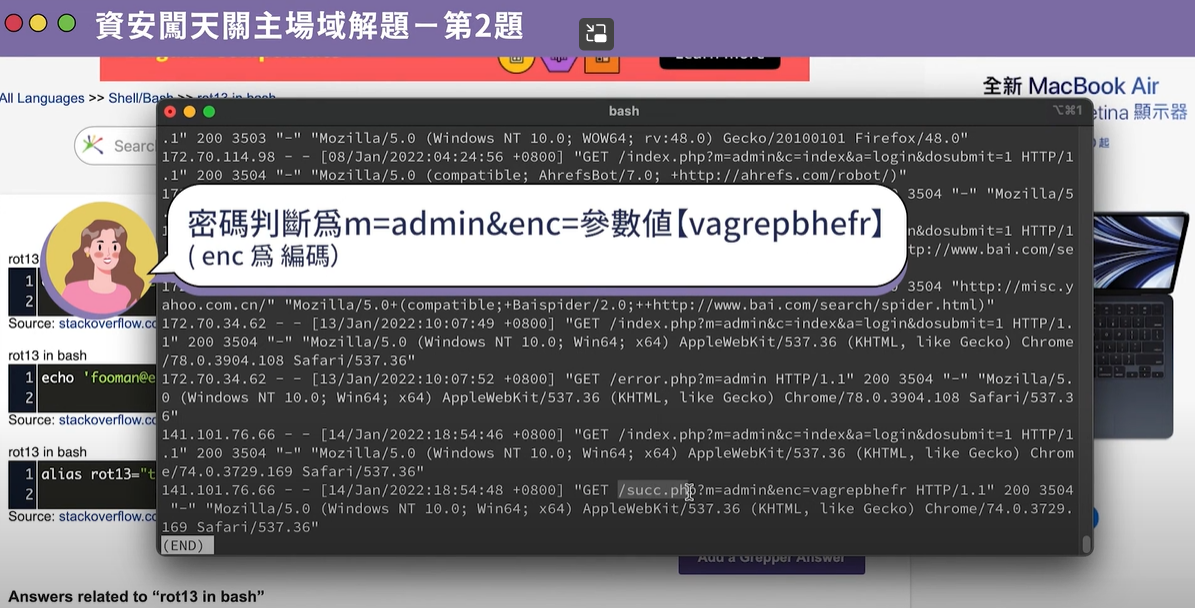 資安闖天關主場域解題－第2題
Learn more
全新 MacBook Air
etina 顯示器
All Languages >> Shell/Bash >> rot13 in bash
bash
⌥⌘1
Searc
.1" 200 3503 "-" "Mozilla/5.0 (Windows NT 10.0; WOW64; rv:48.0) Gecko/20100101 Firefox/48.0"
172.70.114.98 - - [08/Jan/2022:04:24:56 +0800] "GET /index.php?m=admin&c=index&a=login&dosubmit=1 HTTP/1
.1" 200 3504 "-" "Mozilla/5.0 (compatible; AhrefsBot/7.0; +http://ahrefs.com/robot/)"
3504 "-" "Mozilla/5
n&dosubmit=1 HTTP/1
tp://www.bai.com/se
密碼判斷為m=admin&enc=參數值【vagrepbhefr】
( enc 為 編碼)
3504 "http://misc.y
ahoo.com.cn/" "Mozilla/5.0+(compatible;+Baispider/2.0;++http://www.bai.com/search/spider.html)"
172.70.34.62 - - [13/Jan/2022:10:07:49 +0800] "GET /index.php?m=admin&c=index&a=login&dosubmit=1 HTTP/1.
1" 200 3504 "-" "Mozilla/5.0 (Windows NT 10.0; Win64; x64) AppleWebKit/537.36 (KHTML, like Gecko) Chrome
/78.0.3904.108 Safari/537.36"
172.70.34.62 - - [13/Jan/2022:10:07:52 +0800] "GET /error.php?m=admin HTTP/1.1" 200 3504 "-" "Mozilla/5.
0 (Windows NT 10.0; Win64; x64) AppleWebKit/537.36 (KHTML, like Gecko) Chrome/78.0.3904.108 Safari/537.3
6"
141.101.76.66 - - [14/Jan/2022:18:54:46 +0800] "GET /index.php?m=admin&c=index&a=login&dosubmit=1 HTTP/1
.1" 200 3504 "-" "Mozilla/5.0 (Windows NT 10.0; Win64; x64) AppleWebKit/537.36 (KHTML, like Gecko) Chrom
e/74.0.3729.169 Safari/537.36"
141.101.76.66 - - [14/Jan/2022:18:54:48 +0800] "GET /succ.php?m=admin&enc=vagrepbhefr HTTP/1.1" 200 3504
"-" "Mozilla/5.0 (Windows NT 10.0; Win64; x64) AppleWebKit/537.36 (KHTML, like Gecko) Chrome/74.0.3729.
169 Safari/537.36"
(END)
rot13
1
2
Source: stackoverflow.co
rot13 in bash
1 echo 'fooman@e
2
Source: stackoverflow.co
rot13 in bash
1 alias rot13="t
2
Source: stackoverflow.co
Add a Grepper Answer
Answers related to “rot13 in bash”